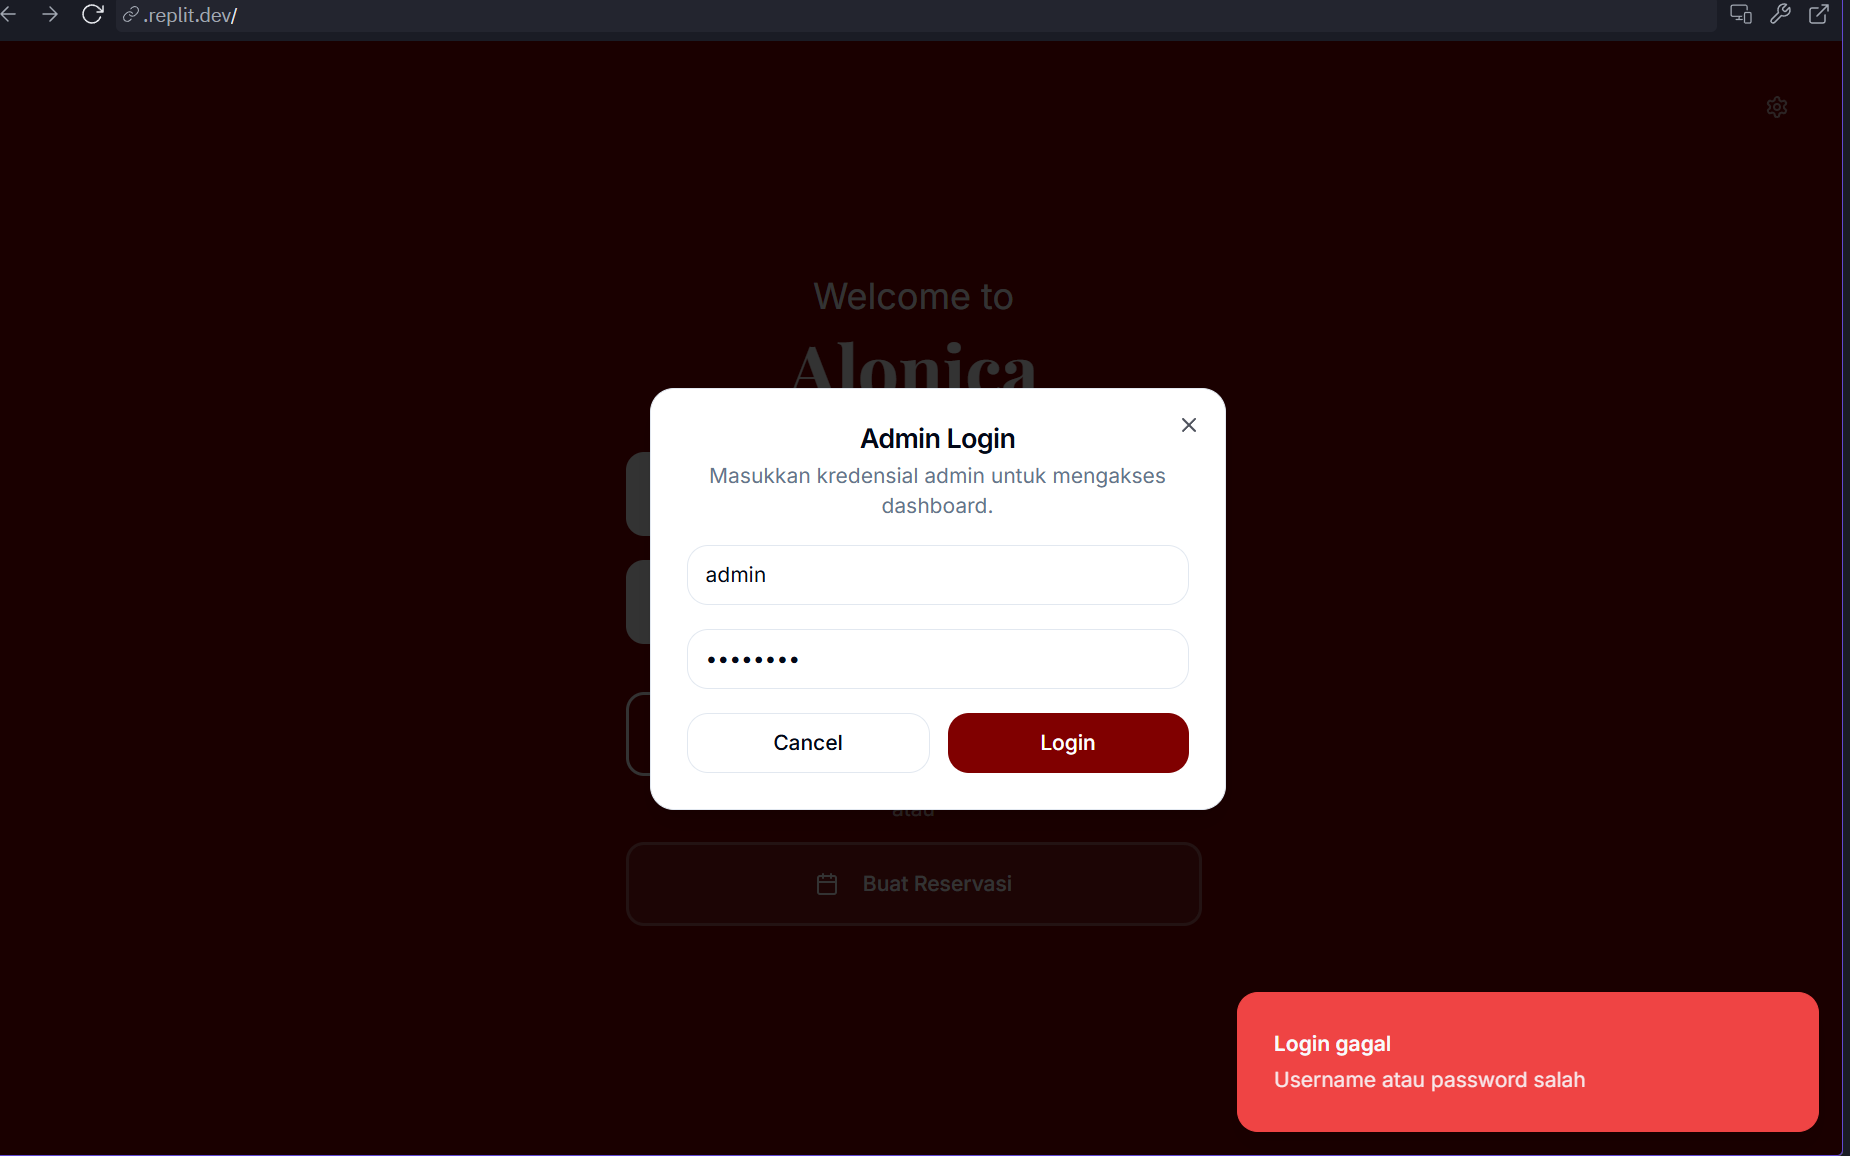 .replit.dev/
Welcome to
Alonica
Admin Login
Masukkan kredensial admin untuk mengakses
dashboard.
admin
••••••••
Cancel
Login
atau
Buat Reservasi
Login gagal
Username atau password salah